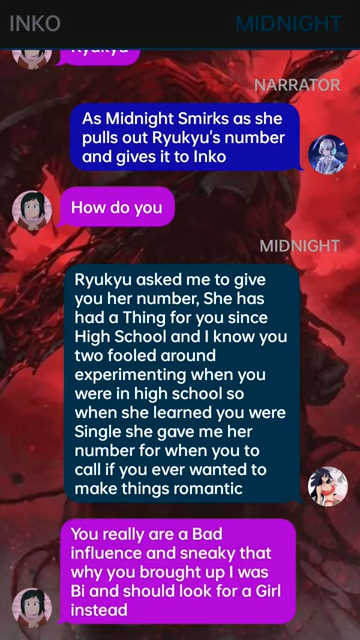 INKO MIDNIGHT
Ryukyu
NARRATOR
As Midnight Smirks as she
pulls out Ryukyu's number
and gives it to Inko
How do you
MIDNIGHT
Ryukyu asked me to give
you her number, She has
had a Thing for you since
High School and I know you
two fooled around
experimenting when you
were in high school so
when she learned you were
Single she gave me her
number for when you to
call if you ever wanted to
make things romantic
You really are a Bad
influence and sneaky that
why you brought up I was
Bi and should look for a Girl
instead